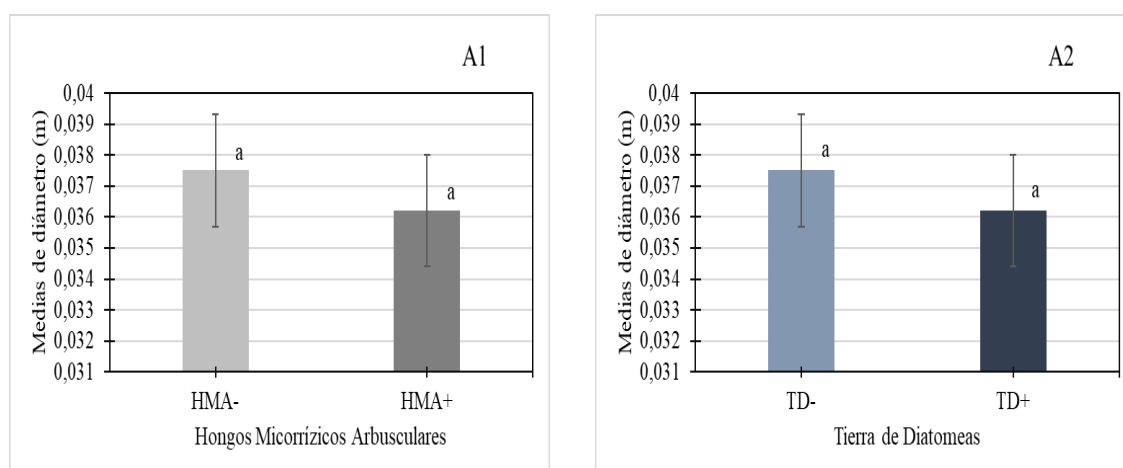 A1
Medias de diámetro (m)
0,04
0,039
0,038
0,037
0,036
0,035
0,034
0,033
0,032
0,031
a
a
HMA-
HMA+
Hongos Micorrízicos Arbusculares
A2
Medias de diámetro (m)
0,04
0,039
0,038
0,037
0,036
0,035
0,034
0,033
0,032
0,031
a
a
TD-
TD+
Tierra de Diatomeas